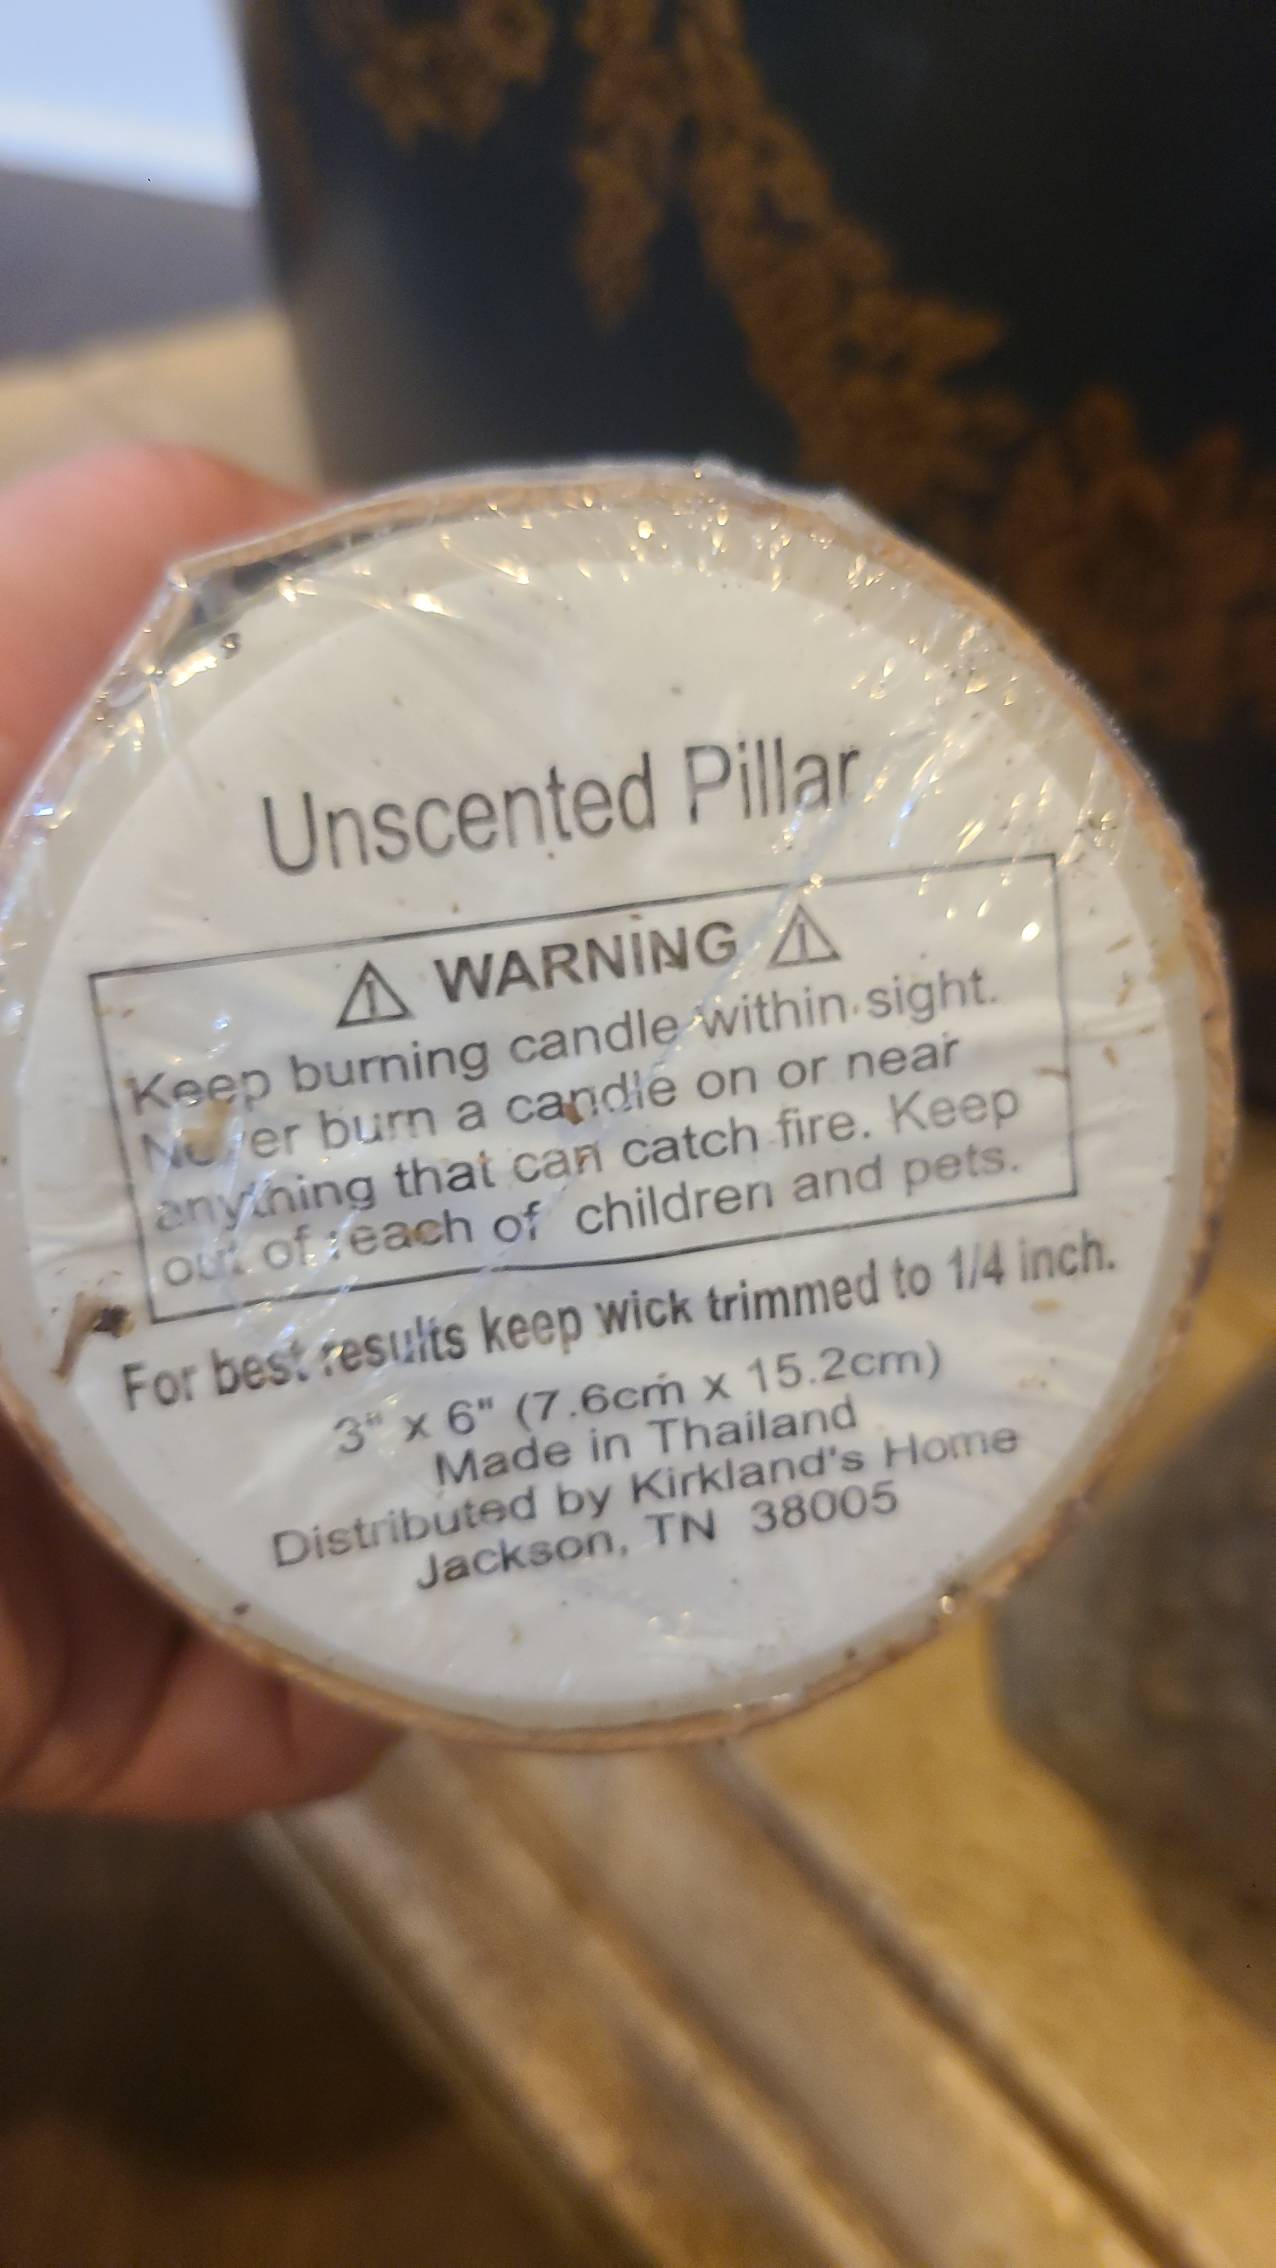 Unscented Pillar
⚠ WARNING ⚠
Keep burning candle within sight.
Never burn a candle on or near
anything that can catch fire. Keep
out of reach of children and pets.
For best results keep wick trimmed to 1/4 inch.
3" x 6" (7.6cm x 15.2cm)
Made in Thailand
Distributed by Kirkland's Home
Jackson, TN 38005